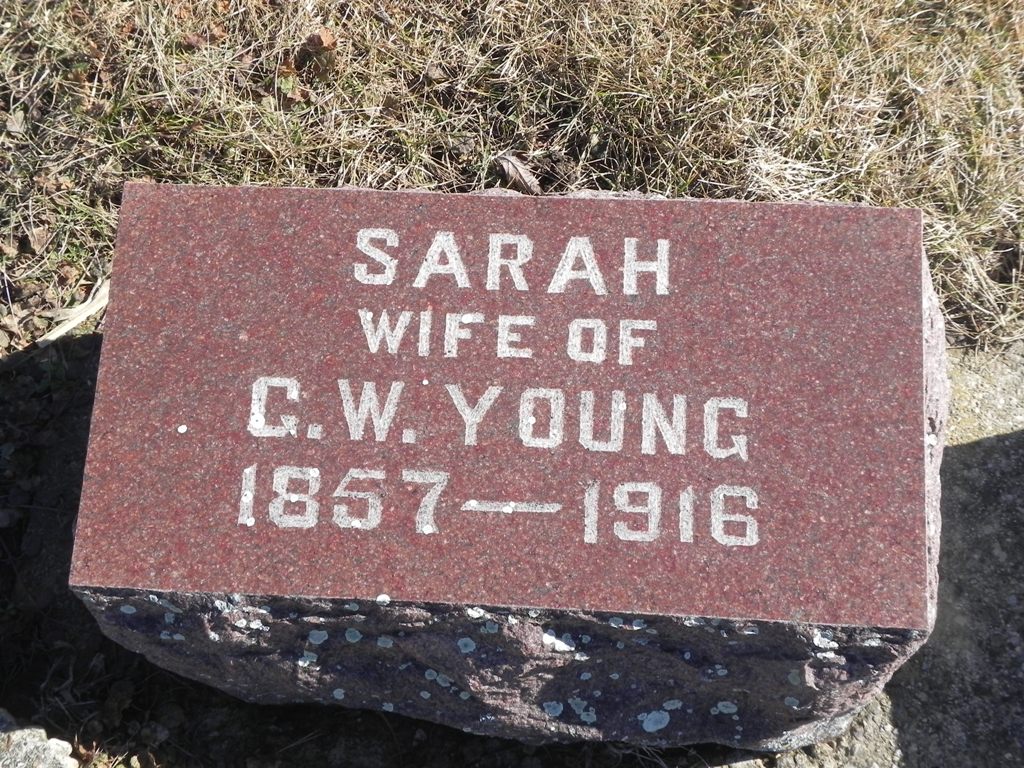 SARAH
WIFE OF
G. W. YOUNG
1857—1916